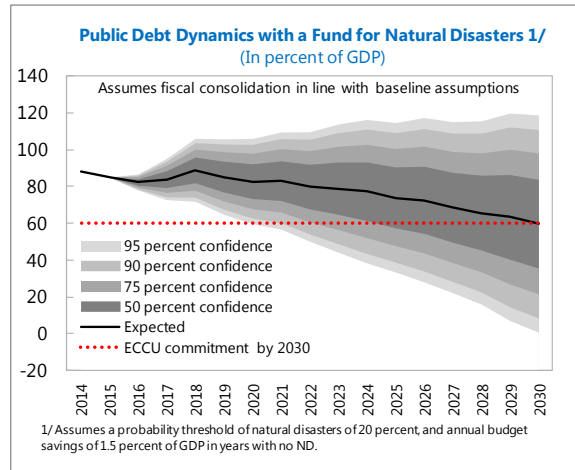 Public Debt Dynamics with a Fund for Natural Disasters 1/
(In percent of GDP)
140
120
100
80
60
40
20
0
-20
Assumes fiscal consolidation in line with baseline assumptions
95 percent confidence
90 percent confidence
75 percent confidence
50 percent confidence
Expected
ECCU commitment by 2030
2014
2015
2016
2017
2018
2019
2020
2021
2022
2023
2024
2025
2026
2027
2028
2029
2030
1/ Assumes a probability threshold of natural disasters of 20 percent, and annual budget
savings of 1.5 percent of GDP in years with no ND.